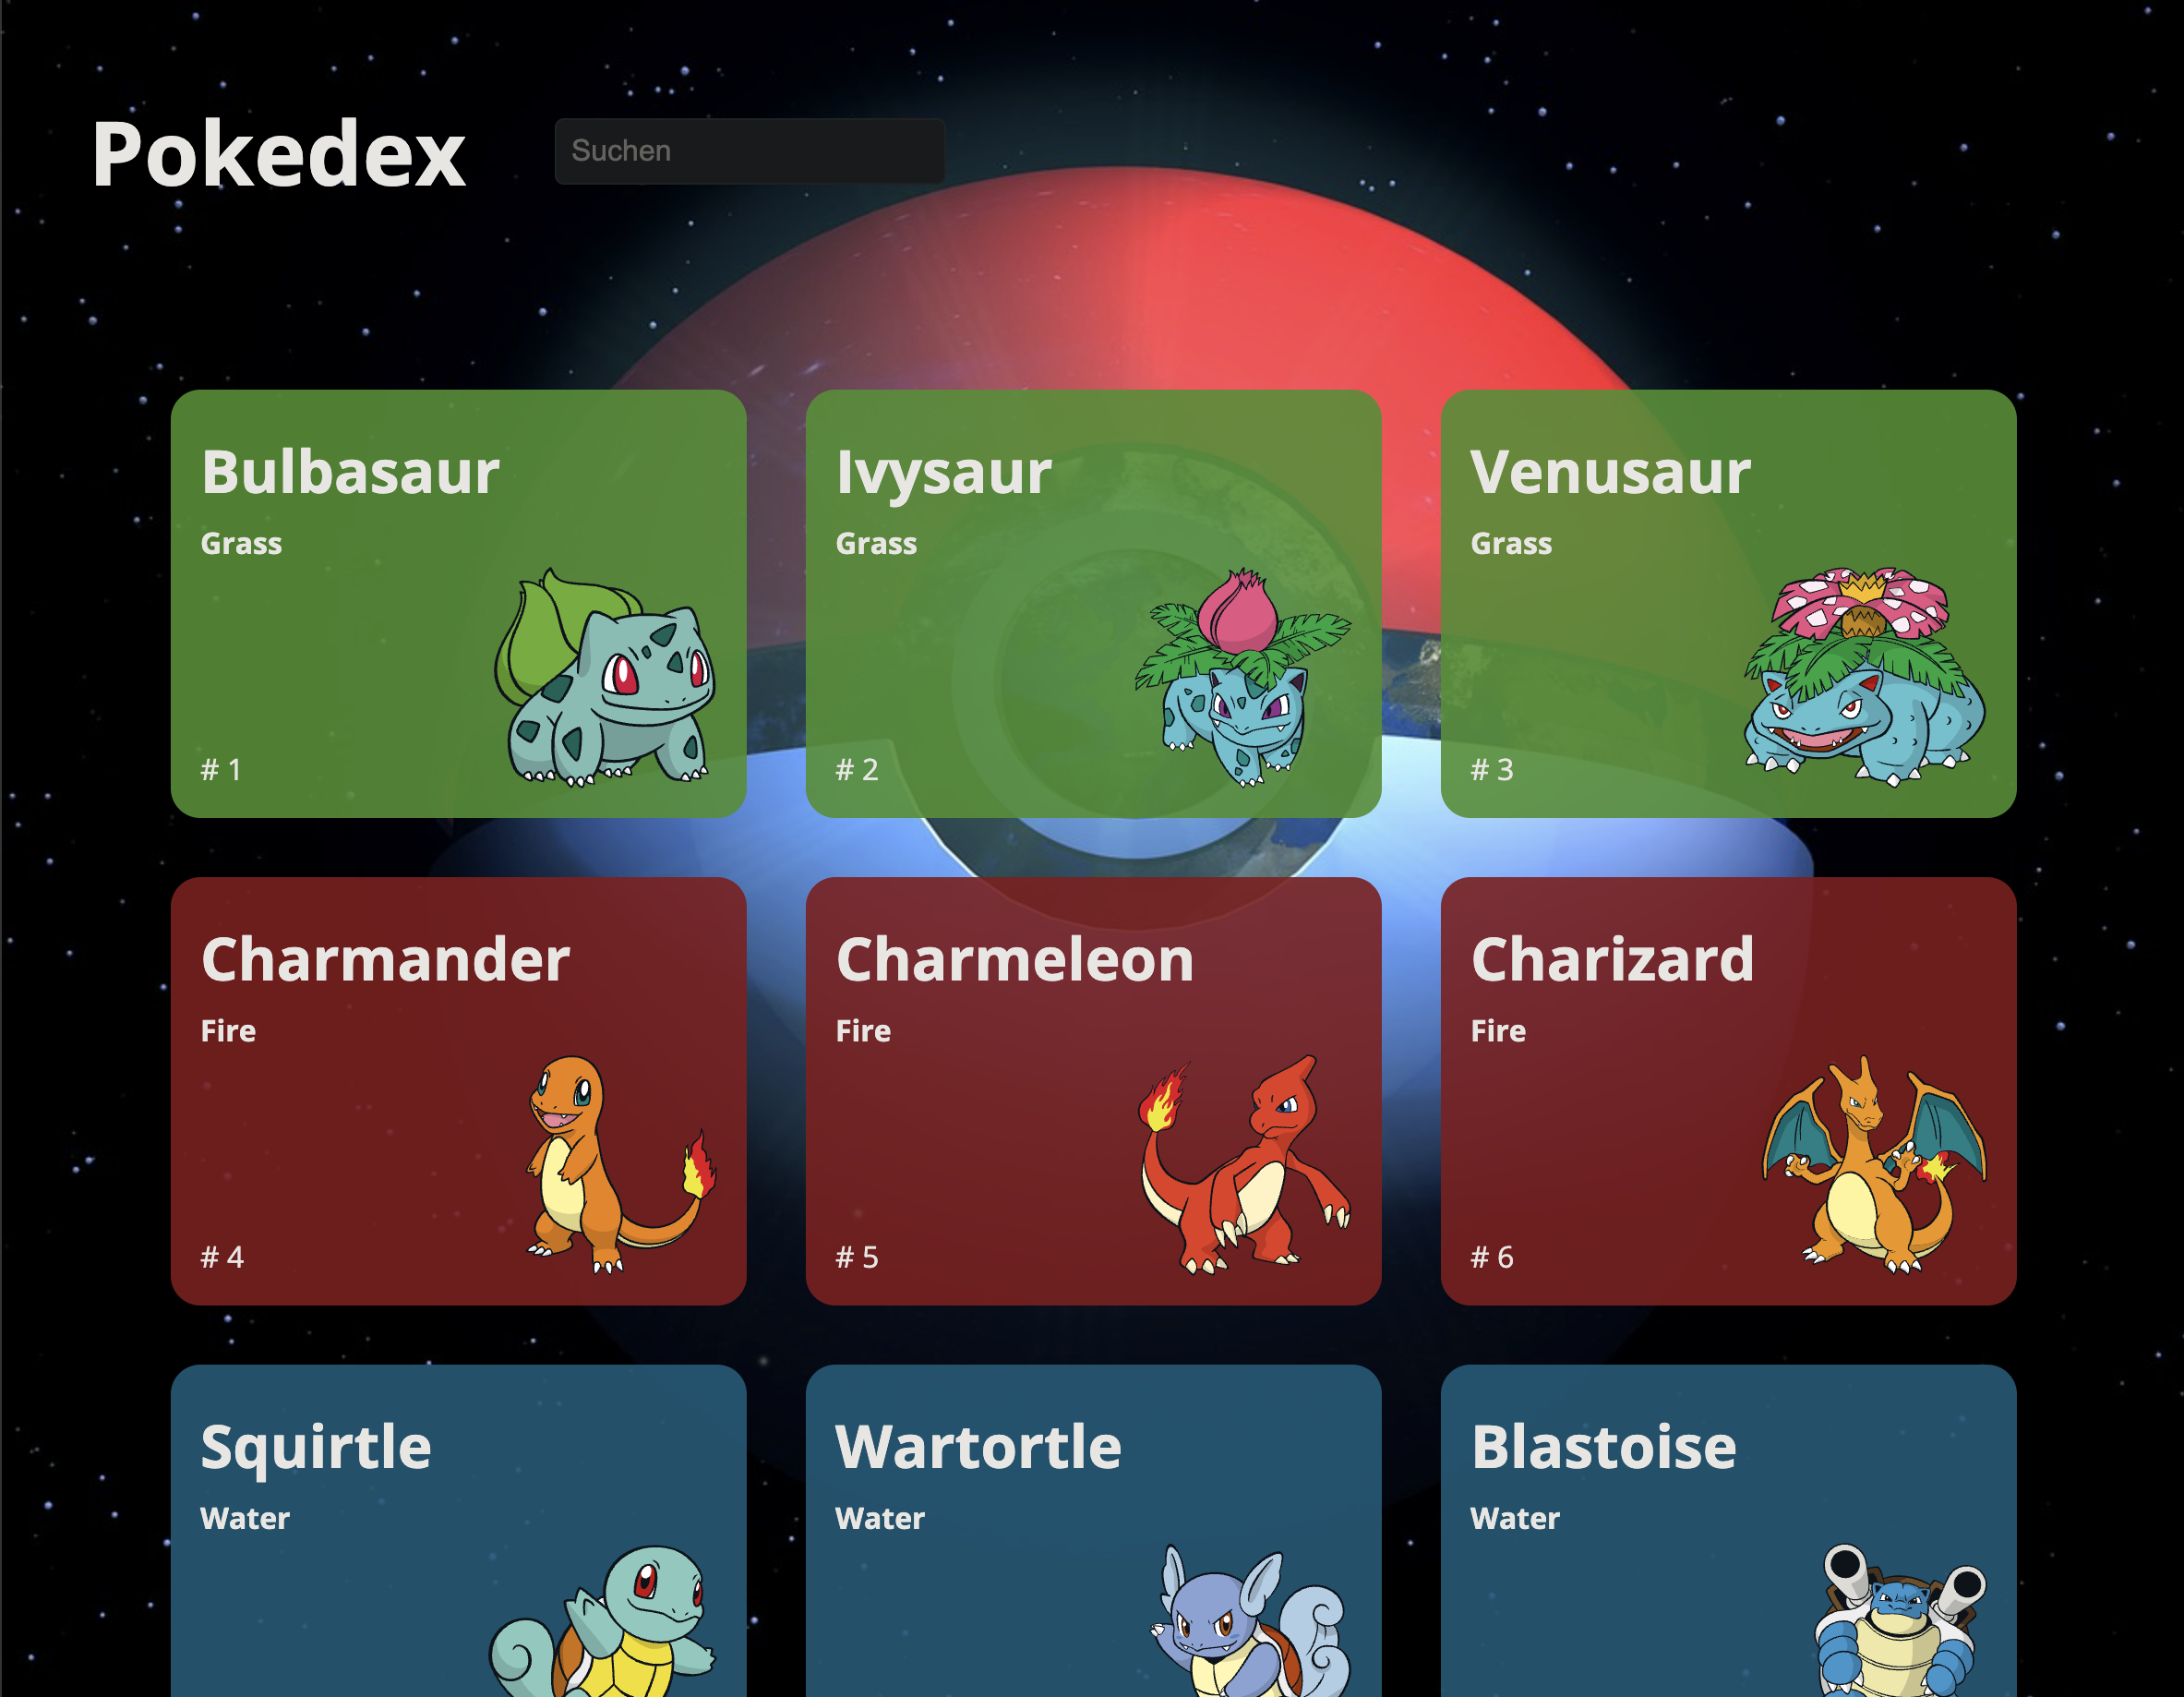 Pokedex
Suchen
Bulbasaur
Grass
# 1
Ivysaur
Grass
# 2
Venusaur
Grass
# 3
Charmander
Fire
# 4
Charmeleon
Fire
# 5
Charizard
Fire
# 6
Squirtle
Water
Wartortle
Water
Blastoise
Water